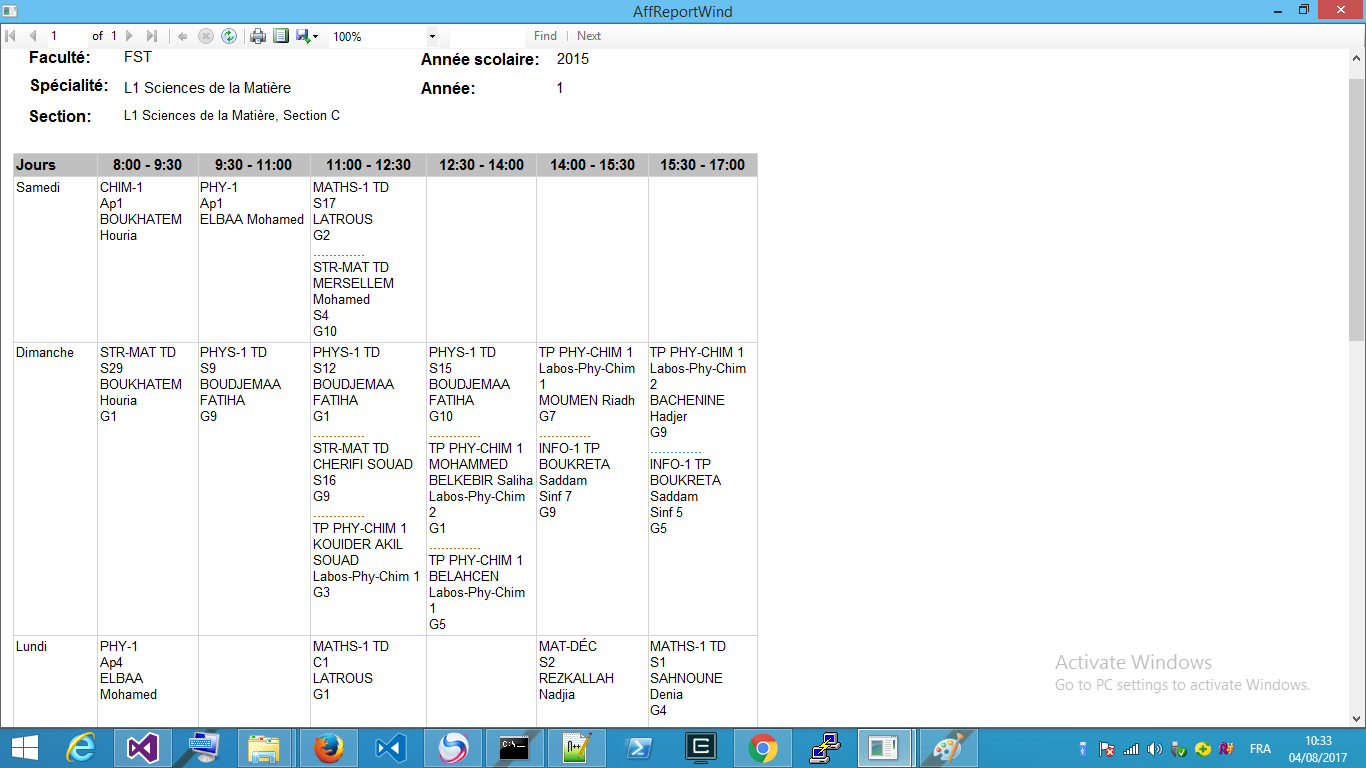 AffReportWind
1 of 1 100% Find Next
Faculté: FST Année scolaire: 2015
Spécialité: L1 Sciences de la Matière Année: 1
Section: L1 Sciences de la Matière, Section C
Jours 8:00 - 9:30 9:30 - 11:00 11:00 - 12:30 12:30 - 14:00 14:00 - 15:30 15:30 - 17:00
Samedi
CHIM-1
Ap1
BOUKHATEM
Houria
PHY-1
Ap1
ELBAA Mohamed
MATHS-1 TD
S17
LATROUS
G2
.............
STR-MAT TD
MERSELLEM
Mohamed
S4
G10
Dimanche
STR-MAT TD
S29
BOUKHATEM
Houria
G1
PHYS-1 TD
S9
BOUDJEMAA
FATIHA
G9
PHYS-1 TD
S12
BOUDJEMAA
FATIHA
G1
.............
STR-MAT TD
CHERIFI SOUAD
S16
G9
.............
TP PHY-CHIM 1
KOUIDER AKIL
SOUAD
Labos-Phy-Chim 1
G3
PHYS-1 TD
S15
BOUDJEMAA
FATIHA
G10
.............
TP PHY-CHIM 1
MOHAMMED
BELKEBIR Saliha
Labos-Phy-Chim
2
G1
.............
TP PHY-CHIM 1
BELAHCEN
Labos-Phy-Chim
1
G5
TP PHY-CHIM 1
Labos-Phy-Chim
1
MOUMEN Riadh
G7
.............
INFO-1 TP
BOUKRETA
Saddam
Sinf 7
G9
TP PHY-CHIM 1
Labos-Phy-Chim
2
BACHENINE
Hadjer
G9
.............
INFO-1 TP
BOUKRETA
Saddam
Sinf 5
G5
Lundi
PHY-1
Ap4
ELBAA
Mohamed
MATHS-1 TD
C1
LATROUS
G1
MAT-DÉC
S2
REZKALLAH
Nadjia
MATHS-1 TD
S1
SAHNOUNE
Denia
G4
Activate Windows
Go to PC settings to activate Windows.
FRA
10:33
04/08/2017